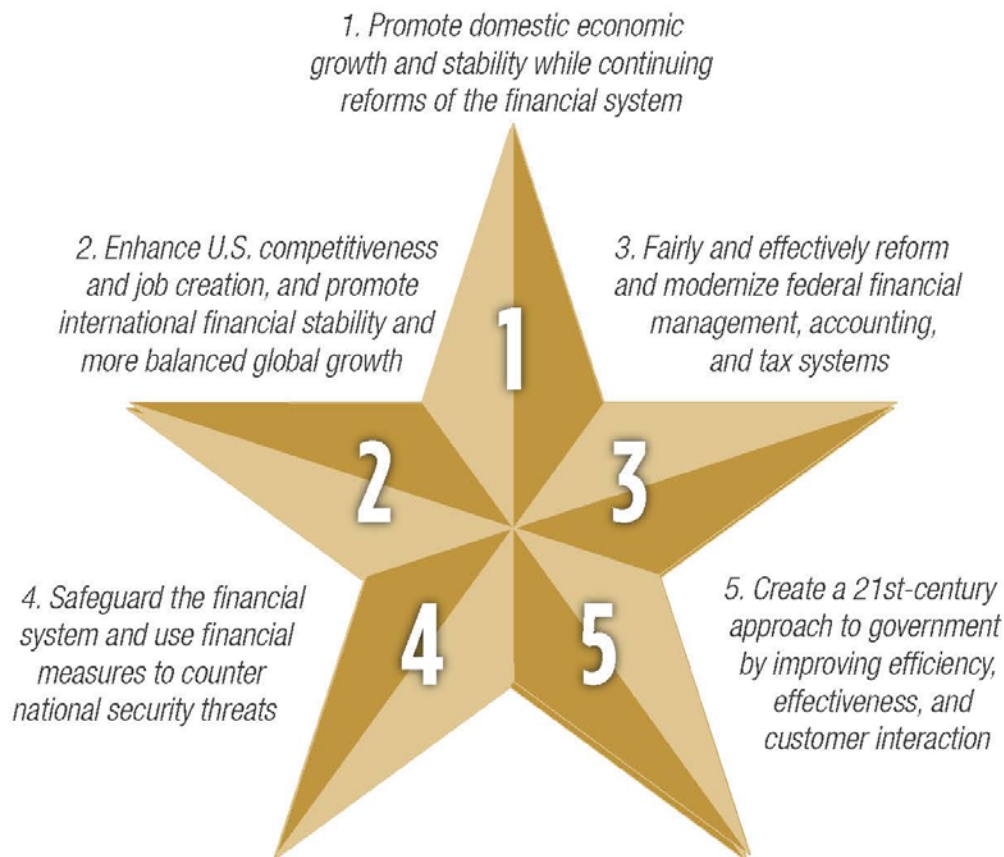 1. Promote domestic economic
growth and stability while continuing
reforms of the financial system
2. Enhance U.S. competitiveness
and job creation, and promote
international financial stability and
more balanced global growth
3. Fairly and effectively reform
and modernize federal financial
management, accounting,
and tax systems
1
2
3
4. Safeguard the financial
system and use financial
measures to counter
national security threats
4
5
5. Create a 21st-century
approach to government
by improving efficiency,
effectiveness, and
customer interaction